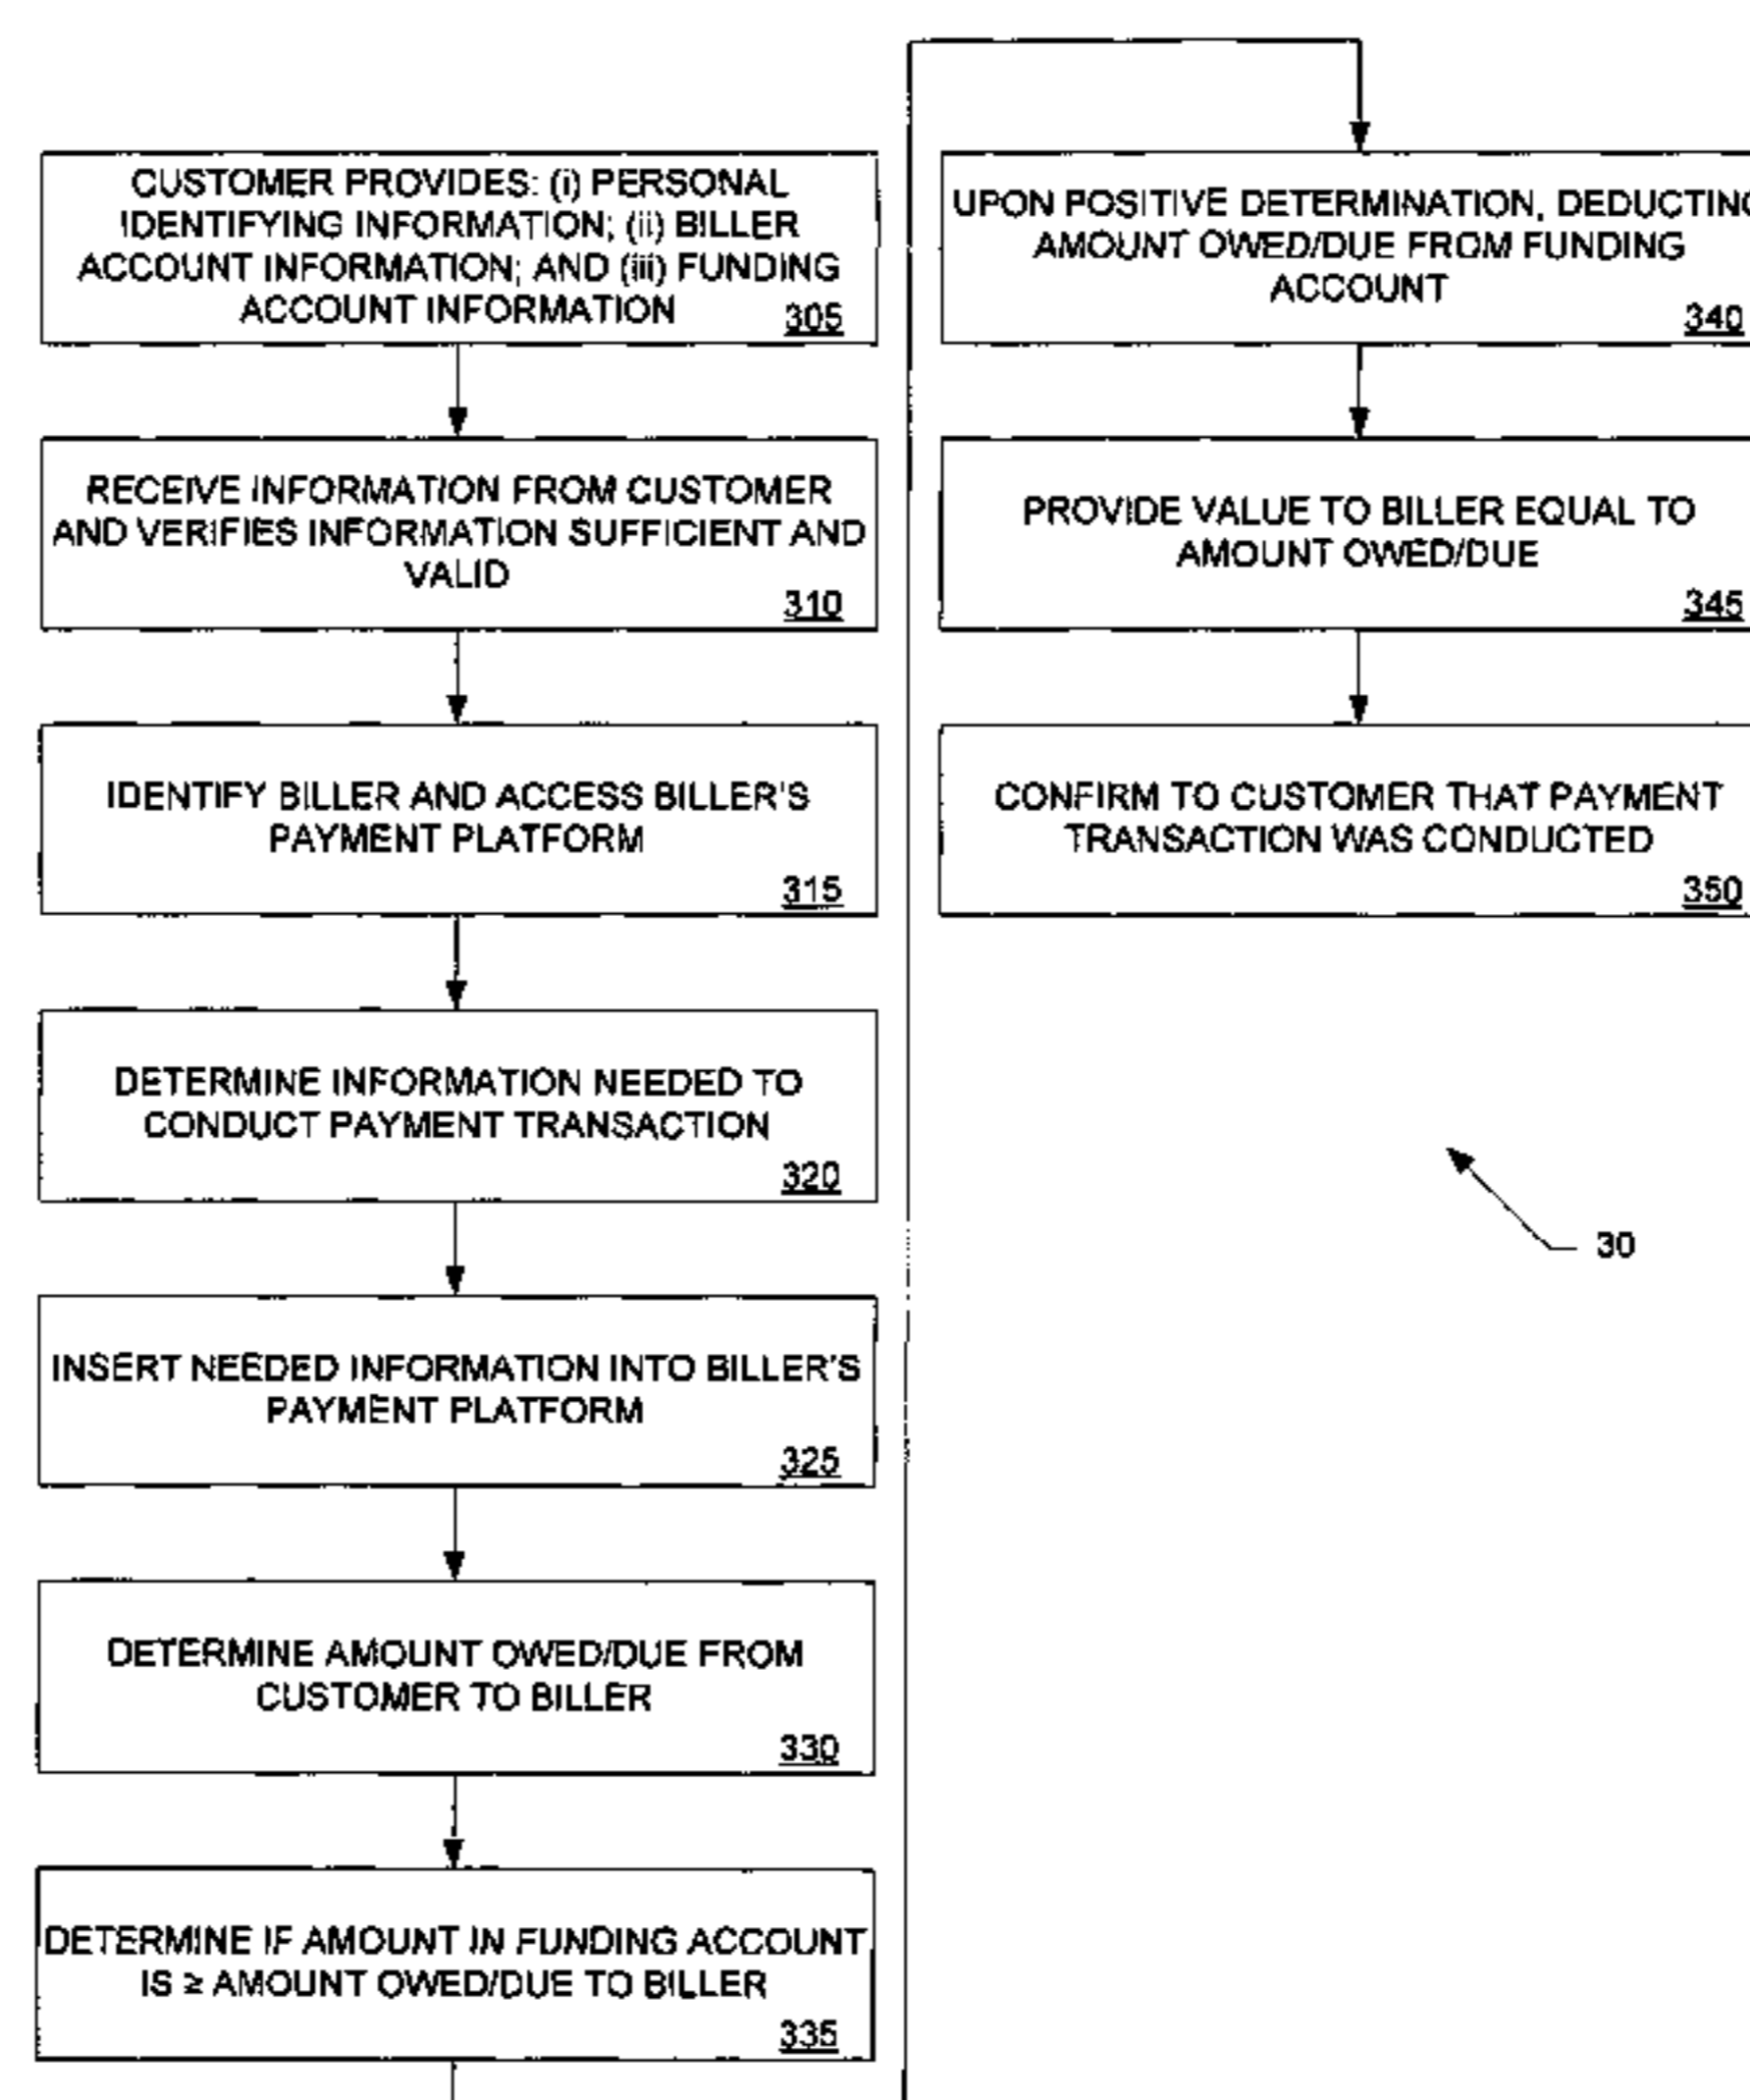 CUSTOMER PROVIDES: (i) PERSONAL
IDENTIFYING INFORMATION; (ii) BILLER
ACCOUNT INFORMATION; AND (iii) FUNDING
ACCOUNT INFORMATION
305
RECEIVE INFORMATION FROM CUSTOMER
AND VERIFIES INFORMATION SUFFICIENT AND
VALID
310
IDENTIFY BILLER AND ACCESS BILLER'S
PAYMENT PLATFORM
315
DETERMINE INFORMATION NEEDED TO
CONDUCT PAYMENT TRANSACTION
320
INSERT NEEDED INFORMATION INTO BILLER'S
PAYMENT PLATFORM
325
DETERMINE AMOUNT OWED/DUE FROM
CUSTOMER TO BILLER
330
DETERMINE IF AMOUNT IN FUNDING ACCOUNT
IS ≥ AMOUNT OWED/DUE TO BILLER
335
UPON POSITIVE DETERMINATION, DEDUCTING
AMOUNT OWED/DUE FROM FUNDING
ACCOUNT
340
PROVIDE VALUE TO BILLER EQUAL TO
AMOUNT OWED/DUE
345
CONFIRM TO CUSTOMER THAT PAYMENT
TRANSACTION WAS CONDUCTED
350
30